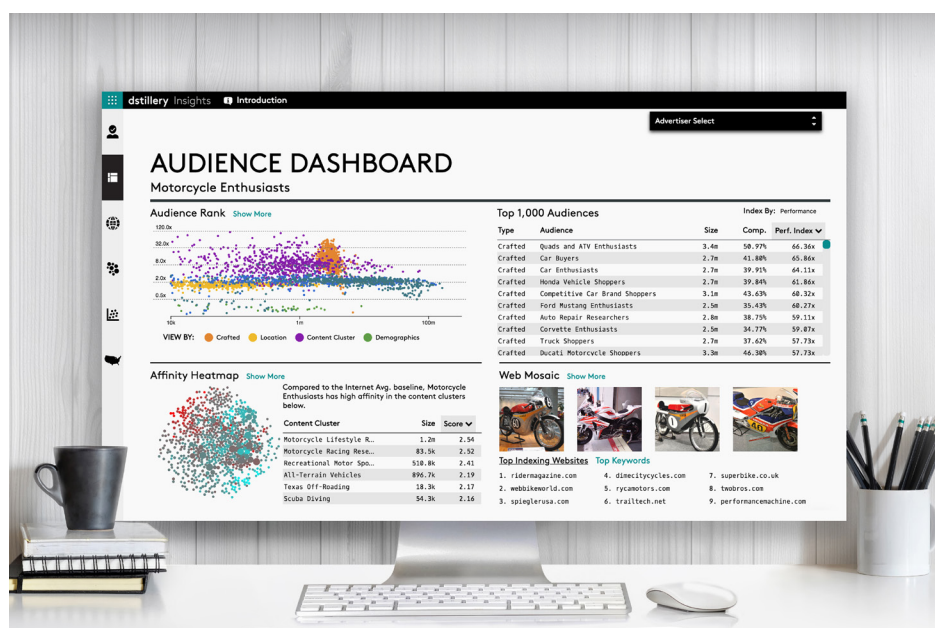 dstillery Insights Introduction
Advertiser Select
AUDIENCE DASHBOARD
Motorcycle Enthusiasts
Audience Rank Show More
120.0x
32.0x
8.0x
2.0x
0.5x
10k 1m 100m
VIEW BY: Crafted Location Content Cluster Demographics
Top 1,000 Audiences Index By: Performance
Type Audience Size Comp. Perf. Index
Crafted Quads and ATV Enthusiasts 3.4m 50.97% 66.36x
Crafted Car Buyers 2.7m 41.80% 65.86x
Crafted Car Enthusiasts 2.7m 39.91% 64.11x
Crafted Honda Vehicle Shoppers 2.7m 39.84% 61.86x
Crafted Competitive Car Brand Shoppers 3.1m 43.63% 60.32x
Crafted Ford Mustang Enthusiasts 2.5m 35.43% 60.27x
Crafted Auto Repair Researchers 2.8m 38.75% 59.11x
Crafted Corvette Enthusiasts 2.5m 34.77% 59.07x
Crafted Truck Shoppers 2.7m 37.62% 57.73x
Crafted Ducati Motorcycle Shoppers 3.3m 46.30% 57.73x
Affinity Heatmap Show More
Compared to the Internet Avg. baseline, Motorcycle
Enthusiasts has high affinity in the content clusters
below.
Content Cluster Size Score
Motorcycle Lifestyle R... 1.2m 2.54
Motorcycle Racing Rese... 83.5k 2.52
Recreational Motor Spo... 510.8k 2.41
All-Terrain Vehicles 896.7k 2.19
Texas Off-Roading 18.3k 2.17
Scuba Diving 54.3k 2.16
Web Mosaic Show More
Top Indexing Websites Top Keywords
1. ridermagazine.com 4. dimecitycycles.com 7. superbike.co.uk
2. webbikeworld.com 5. rycamotors.com 8. twobros.com
3. spieglerusa.com 6. trailtech.net 9. performancemachine.com